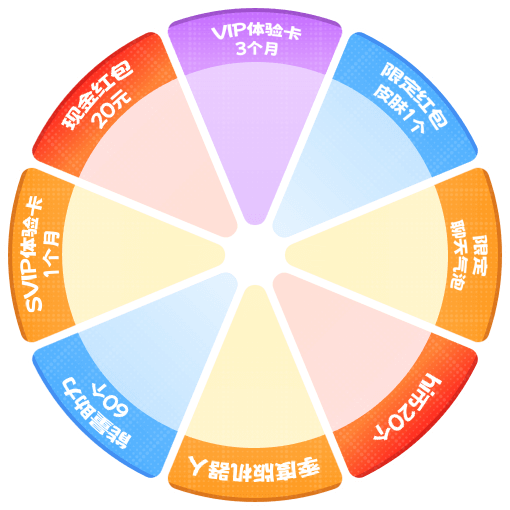 VIP体验卡
3个月
限定红包
皮肤1个
限定
聊天气泡
hi币20个
季度版机器人
能量助力
60个
SVIP体验卡
1个月
现金红包
20元